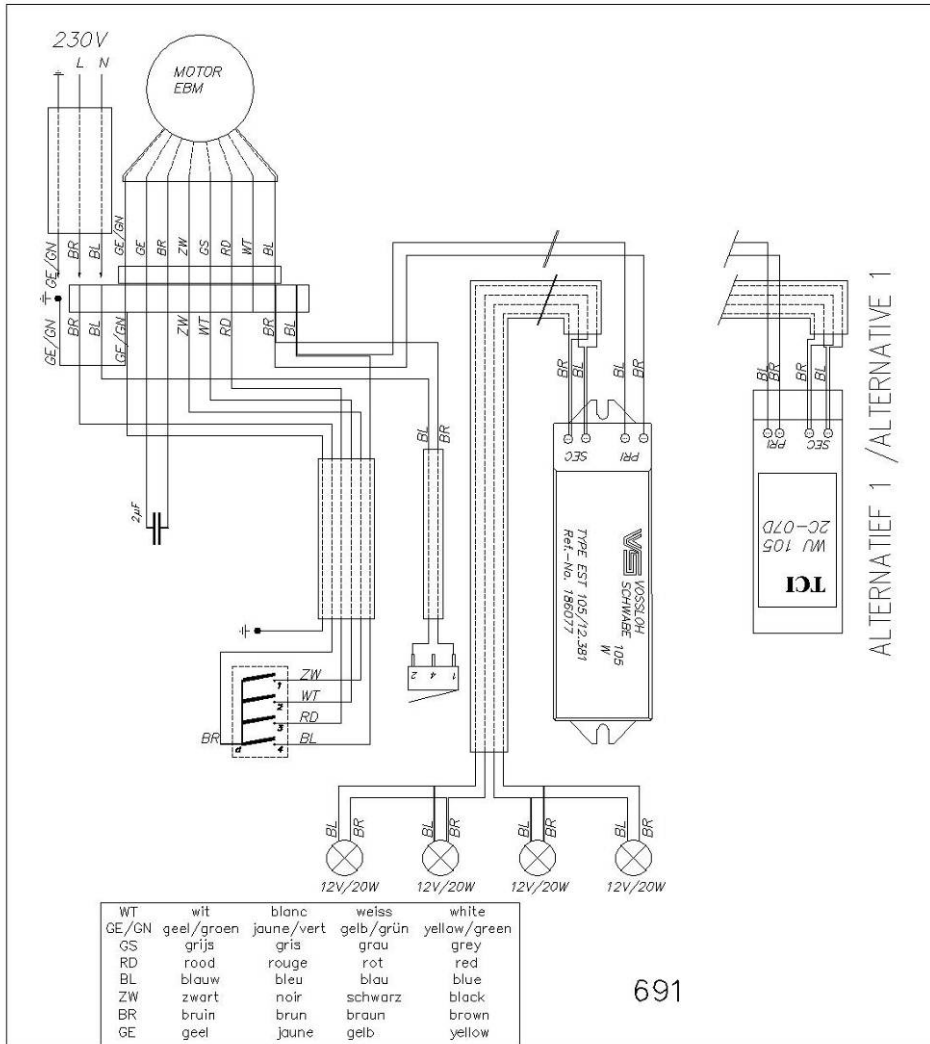 230V
L N
MOTOR
EBM
GE/GN
BR
BL
GE/GN
GE
BR
ZW
GS
RD
WT
BL
GE/GN
BR
BL
GE/GN
ZW
WT
RD
BR
BL
2µF
BL
BR
2 4 1
ZW
1
WT
2
RD
3
BR
a
4
BL
BR
BL
BL
BR
SEC
PRI
VS VOSSLOH
SCHWABE 105
W
TYPE EST 105/12.381
Ref.-No. 186077
BL
BR
BR
BL
PRI
SEC
WU 105
2C-07D
TCI
ALTERNATIEF 1 /ALTERNATIVE 1
BL
BR
BL
BR
BL
BR
BL
BR
12V/20W
12V/20W
12V/20W
12V/20W
WT wit blanc weiss white
GE/GN geel/groen jaune/vert gelb/grün yellow/green
GS grijs gris grau grey
RD rood rouge rot red
BL blauw bleu blau blue
ZW zwart noir schwarz black
BR bruin brun braun brown
GE geel jaune gelb yellow
691